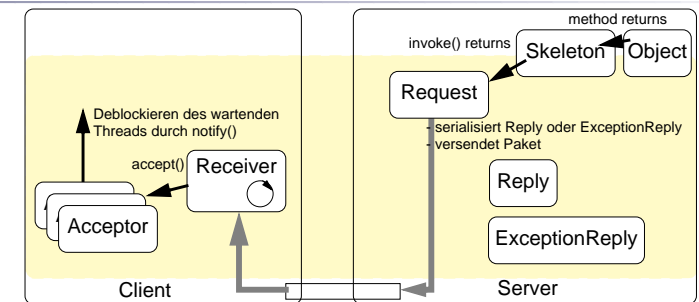 method returns
invoke() returns
Skeleton
Object
Request
- serialisiert Reply oder ExceptionReply
- versendet Paket
Deblockieren des wartenden
Threads durch notify()
accept()
Receiver
Acceptor
Reply
ExceptionReply
Client
Server